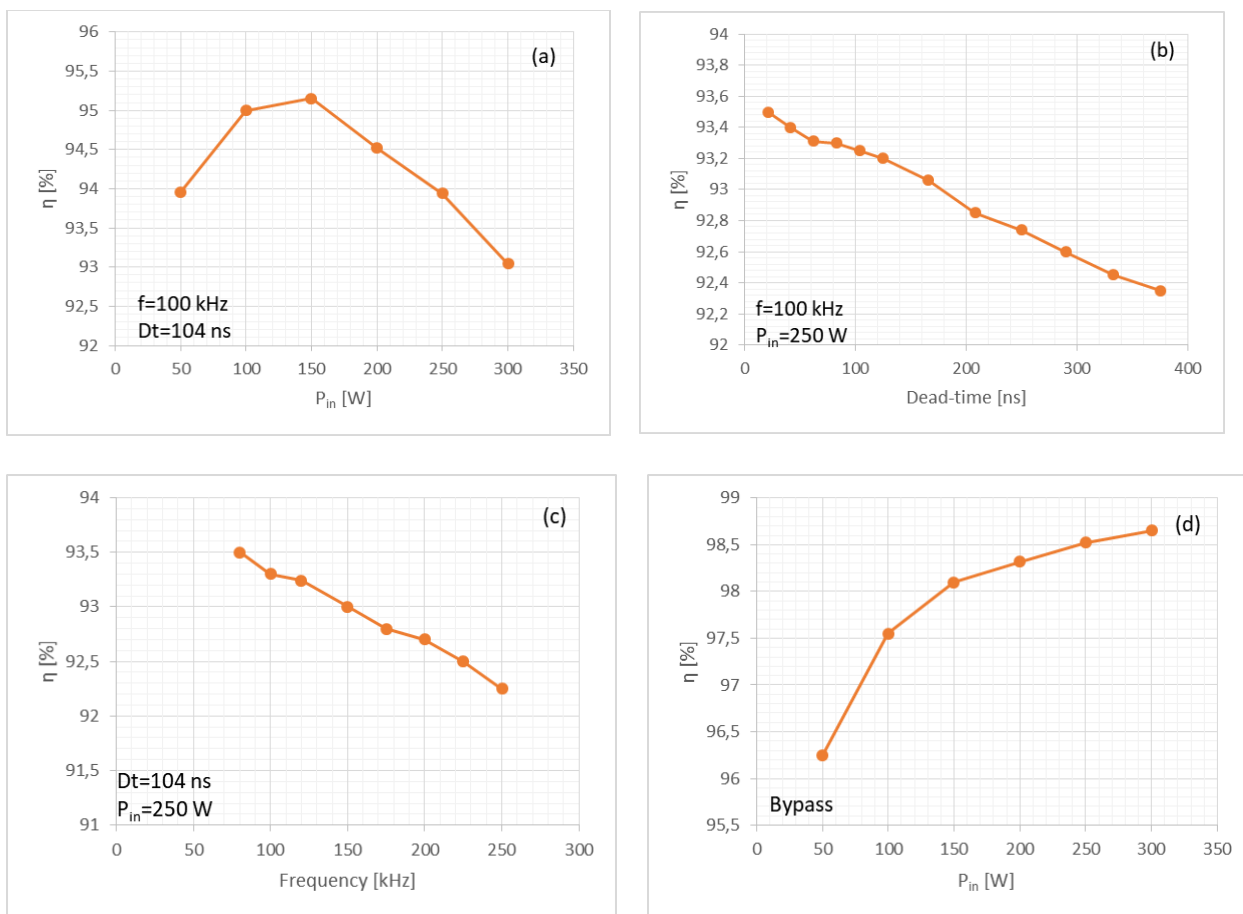 (a)
96
95,5
95
94,5
94
93,5
93
92,5
92
η [%]
f=100 kHz
Dt=104 ns
0 50 100 150 200 250 300 350
Pin [W]
(b)
94
93,8
93,6
93,4
93,2
93
92,8
92,6
92,4
92,2
92
η [%]
f=100 kHz
Pin=250 W
0 100 200 300 400
Dead-time [ns]
(c)
94
93,5
93
92,5
92
91,5
91
η [%]
Dt=104 ns
Pin=250 W
0 50 100 150 200 250 300
Frequency [kHz]
(d)
99
98,5
98
97,5
97
96,5
96
95,5
η [%]
Bypass
0 50 100 150 200 250 300 350
Pin [W]